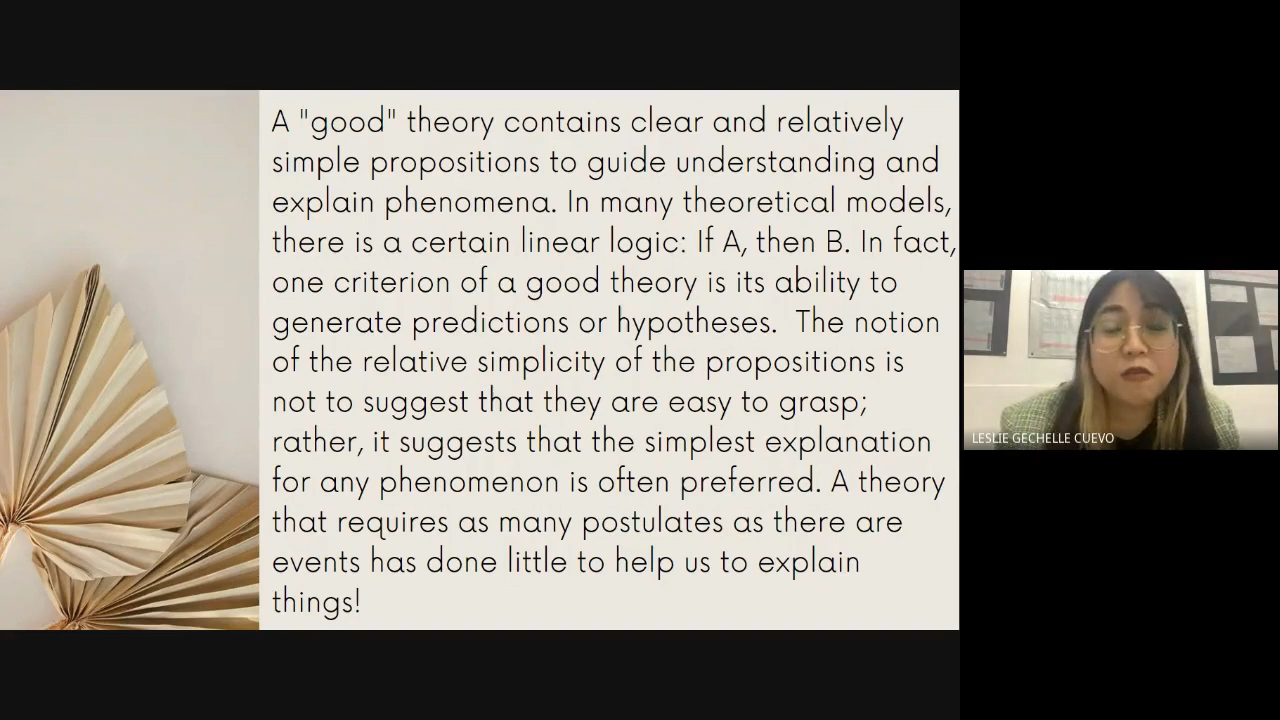 A "good" theory contains clear and relatively
simple propositions to guide understanding and
explain phenomena. In many theoretical models,
there is a certain linear logic: If A, then B. In fact,
one criterion of a good theory is its ability to
generate predictions or hypotheses.  The notion
of the relative simplicity of the propositions is
not to suggest that they are easy to grasp;
rather, it suggests that the simplest explanation
for any phenomenon is often preferred. A theory
that requires as many postulates as there are
events has done little to help us to explain
things!
LESLIE GECHELLE CUEVO